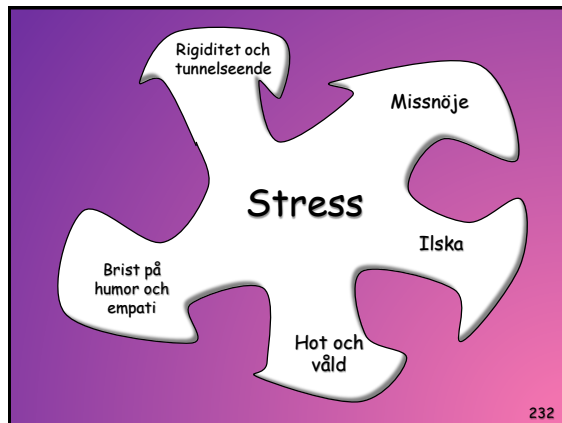 Rigiditet och
tunnelseende
Missnöje
Stress
Ilska
Brist på
humor och
empati
Hot och
våld
232